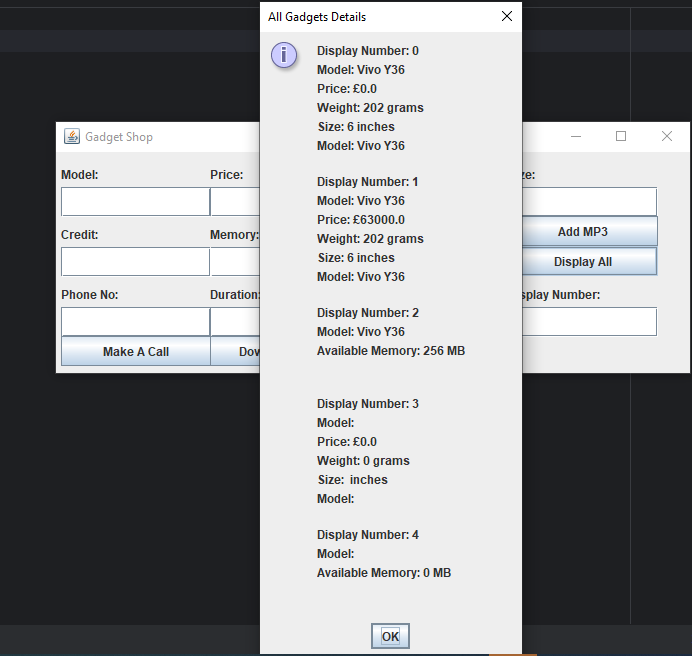 All Gadgets Details
Display Number: 0
Model: Vivo Y36
Price: £0.0
Weight: 202 grams
Size: 6 inches
Model: Vivo Y36
Display Number: 1
Model: Vivo Y36
Price: £63000.0
Weight: 202 grams
Size: 6 inches
Model: Vivo Y36
Display Number: 2
Model: Vivo Y36
Available Memory: 256 MB
Display Number: 3
Model:
Price: £0.0
Weight: 0 grams
Size:  inches
Model:
Display Number: 4
Model:
Available Memory: 0 MB
OK
Gadget Shop
Model: Price:
Credit: Memory:
Add MP3
Display All
Phone No: Duration: Number:
Make A Call